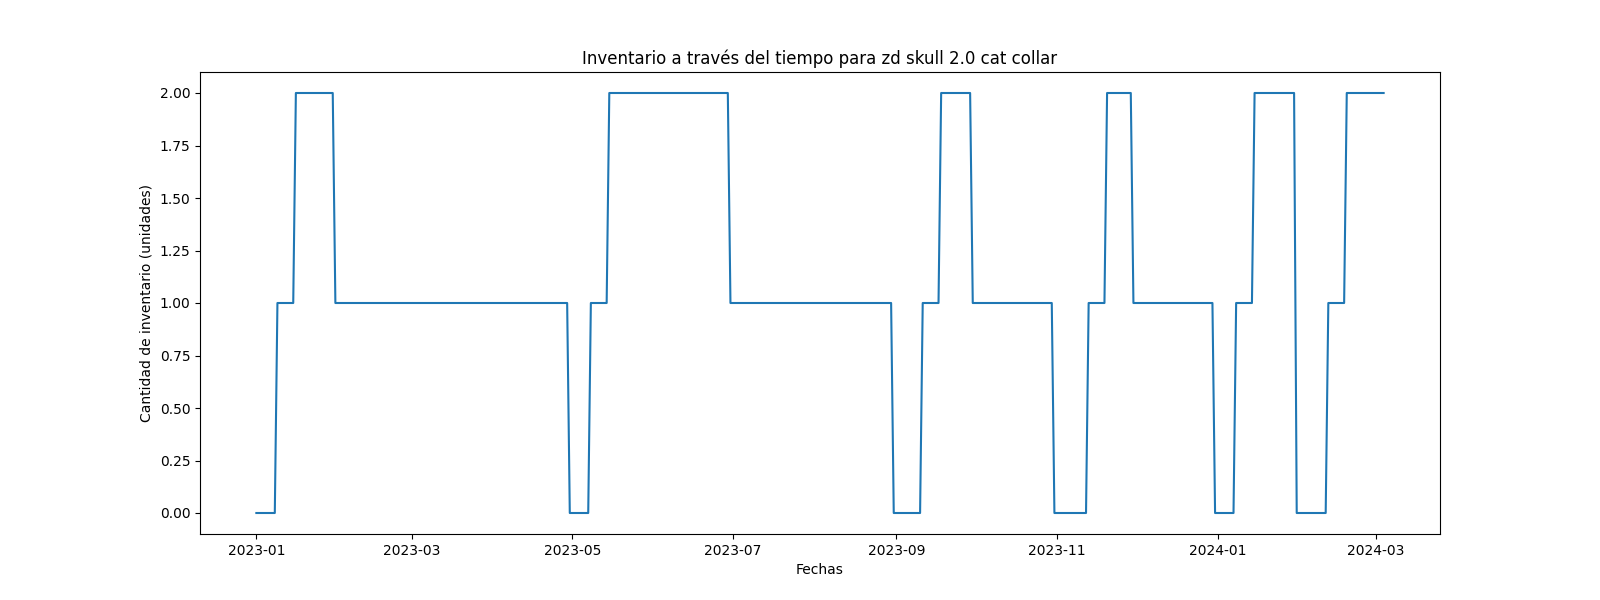 Inventario a través del tiempo para zd skull 2.0 cat collar
Cantidad de inventario (unidades)
2.00
1.75
1.50
1.25
1.00
0.75
0.50
0.25
0.00
2023-01 2023-03 2023-05 2023-07 2023-09 2023-11 2024-01 2024-03
Fechas